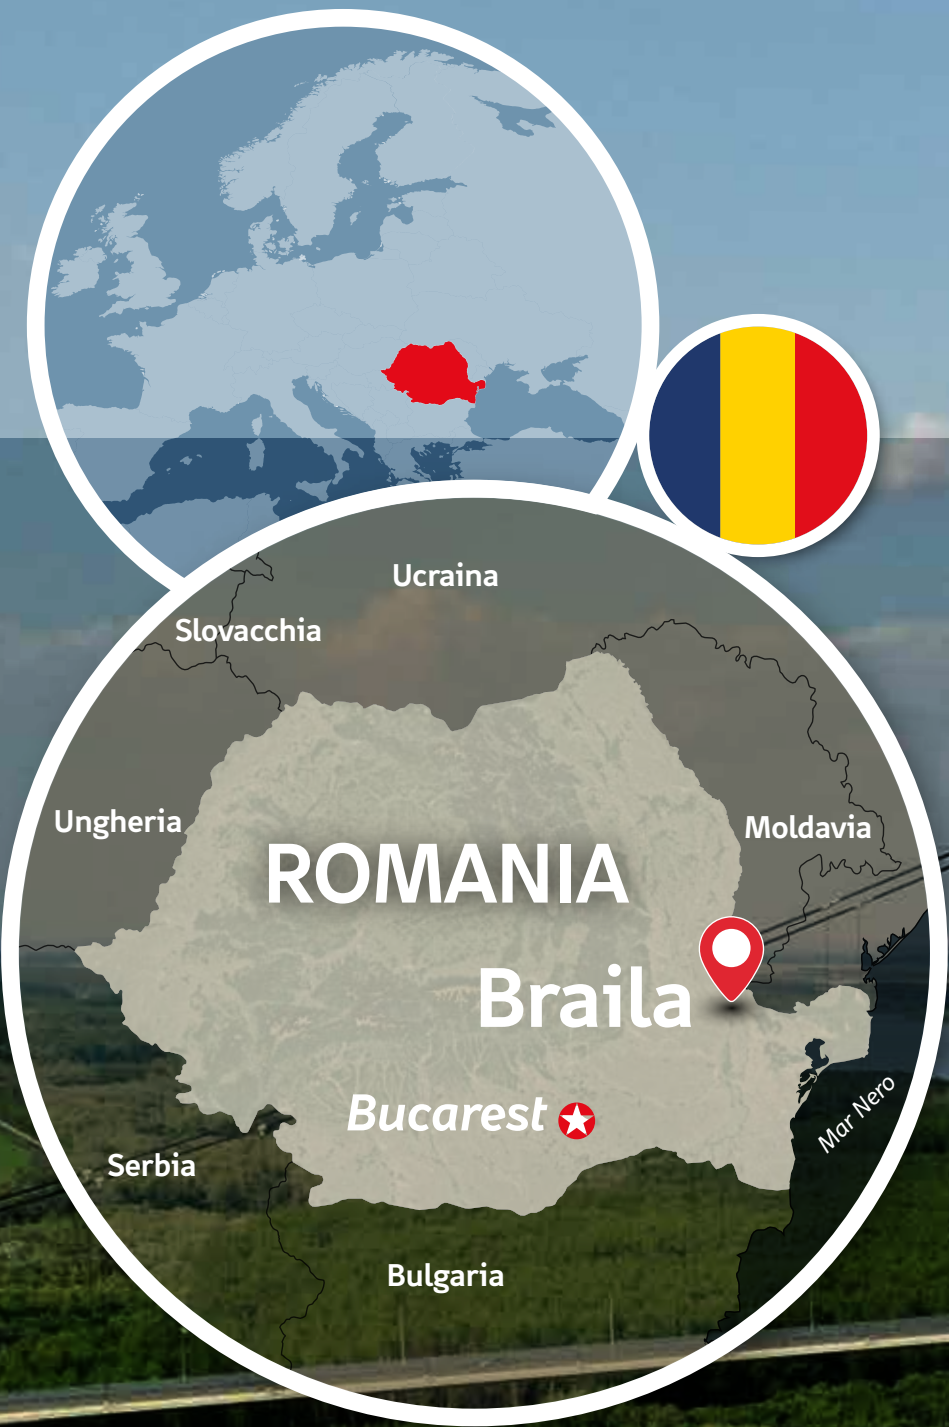 Ucraina
Slovacchia
Ungheria
Moldavia
ROMANIA
Braila
Bucarest
Mar Nero
Serbia
Bulgaria